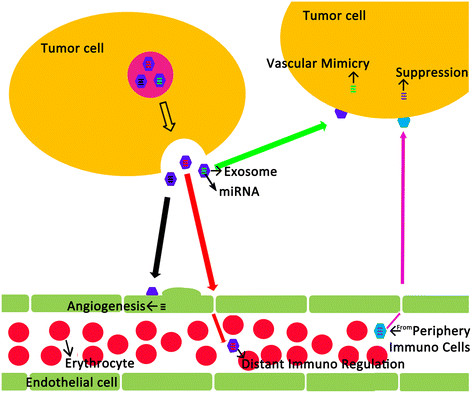 Tumor cell
Tumor cell
Vascular Mimicry
Suppression
Exosome
miRNA
Angiogenesis
From Periphery
Immuno Cells
Erythrocyte
Distant Immuno Regulation
Endothelial cell